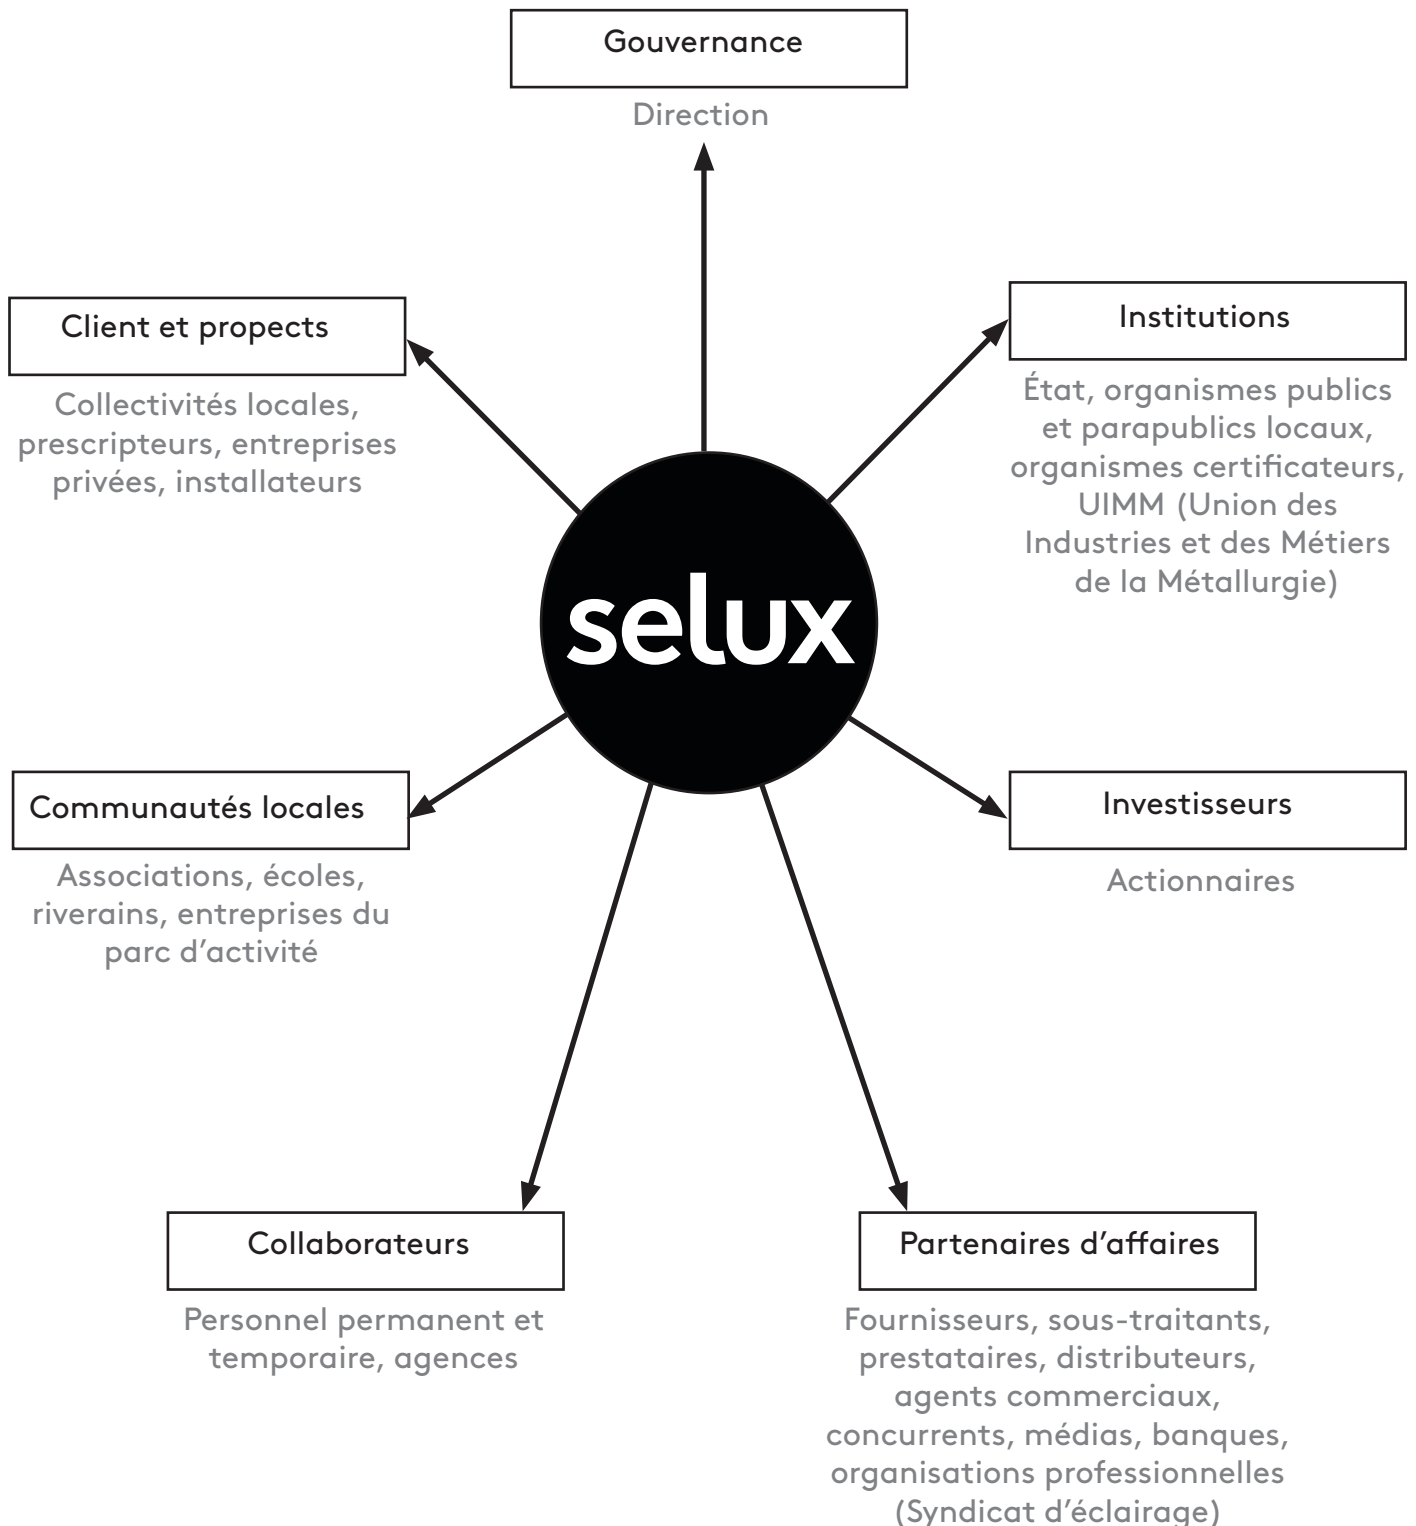 Gouvernance
Direction
Client et propects
Collectivités locales,
prescripteurs, entreprises
privées, installateurs
Institutions
État, organismes publics
et parapublics locaux,
organismes certificateurs,
UIMM (Union des
Industries et des Métiers
de la Métallurgie)
selux
Communautés locales
Associations, écoles,
riverains, entreprises du
parc d'activité
Investisseurs
Actionnaires
Collaborateurs
Personnel permanent et
temporaire, agences
Partenaires d'affaires
Fournisseurs, sous-traitants,
prestataires, distributeurs,
agents commerciaux,
concurrents, médias, banques,
organisations professionnelles
(Syndicat d'éclairage)